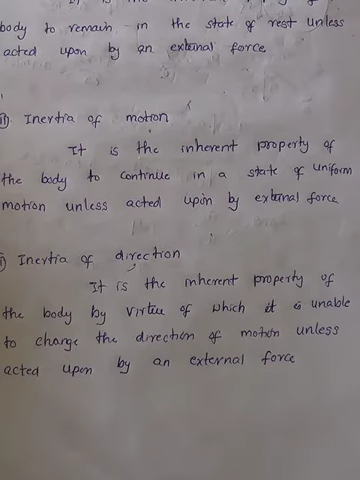 body to remain in the state of rest unless
acted upon by an external force
ii). Inertia of motion
It is the inherent property of
the body to continue in a state of uniform
motion unless acted upon by external force
i) Inertia of direction
It is the inherent property of
the body by virtue of which it is unable
to change the direction of motion unless
acted upon by an external force